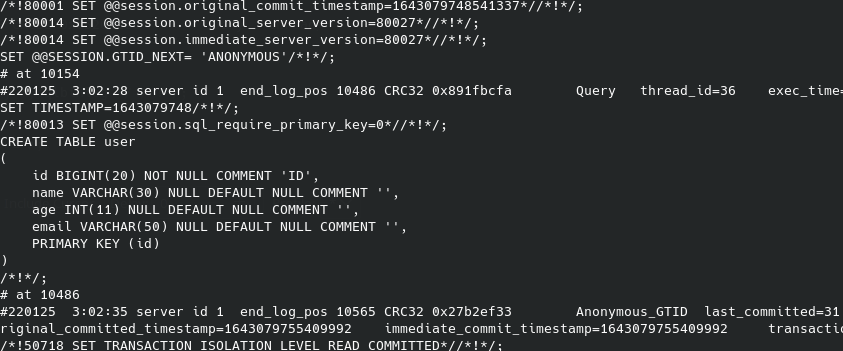 /*!80001 SET @@session.original_commit_timestamp=1643079748541337*//*!*/;
/*!80014 SET @@session.original_server_version=80027*//*!*/;
/*!80014 SET @@session.immediate_server_version=80027*//*!*/;
SET @@SESSION.GTID_NEXT= 'ANONYMOUS'/*!*/;
# at 10154
#220125  3:02:28 server id 1  end_log_pos 10486 CRC32 0x891fbcfa        Query   thread_id=36    exec_time=
SET TIMESTAMP=1643079748/*!*/;
/*!80013 SET @@session.sql_require_primary_key=0*//*!*/;
CREATE TABLE user
(
    id BIGINT(20) NOT NULL COMMENT 'ID',
    name VARCHAR(30) NULL DEFAULT NULL COMMENT '',
    age INT(11) NULL DEFAULT NULL COMMENT '',
    email VARCHAR(50) NULL DEFAULT NULL COMMENT '',
    PRIMARY KEY (id)
)
/*!*/;
# at 10486
#220125  3:02:35 server id 1  end_log_pos 10565 CRC32 0x27b2ef33        Anonymous_GTID  last_committed=31
riginal_committed_timestamp=1643079755409992    immediate_commit_timestamp=1643079755409992     transactio
/*!50718 SET TRANSACTION ISOLATION LEVEL READ COMMITTED*//*!*/;